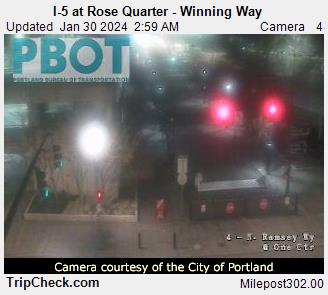 I-5 at Rose Quarter - Winning Way
Updated  Jan 30 2024  2:59 AM    Camera    4
PBOT
PORTLAND BUREAU OF TRANSPORTATION
4 - N. Ramsey Wy
@ One Ctr
Camera courtesy of the City of Portland
TripCheck.com    Milepost302.00